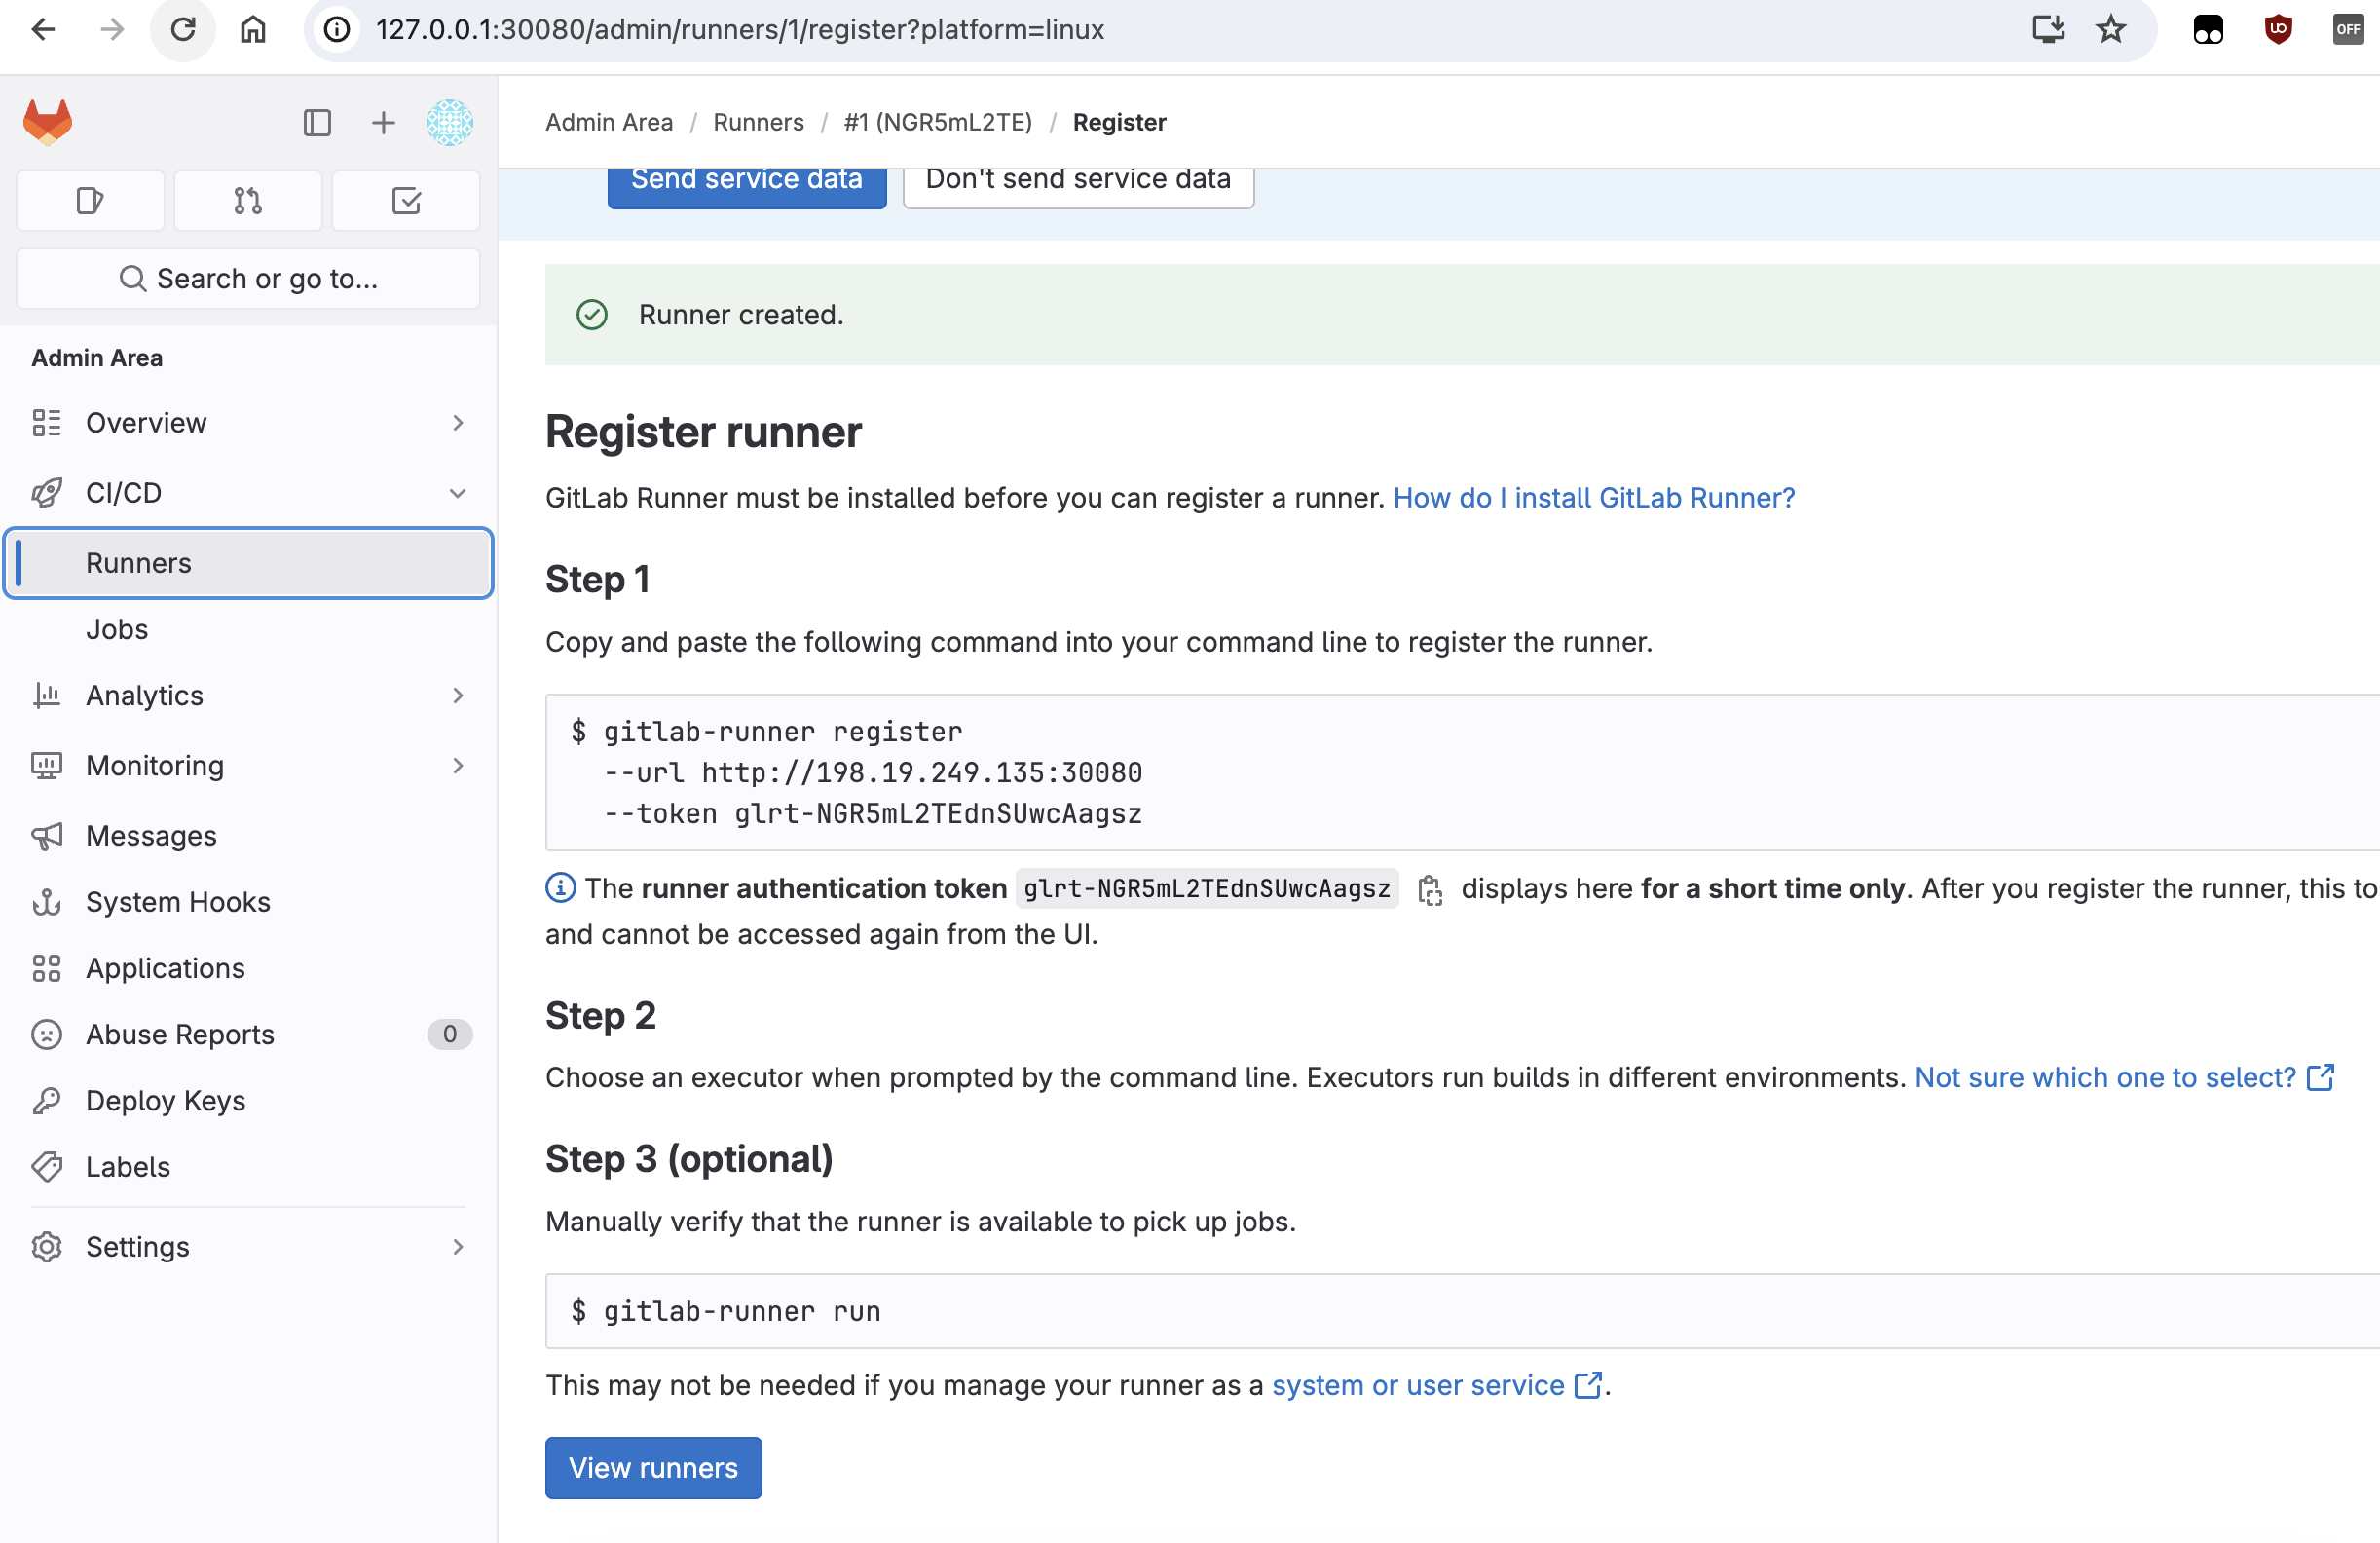 127.0.0.1:30080/admin/runners/1/register?platform=linux
OFF
Admin Area / Runners / #1 (NGR5mL2TE) / Register
Send service data
Don't send service data
Search or go to...
Admin Area
Overview
CI/CD
Runners
Jobs
Analytics
Monitoring
Messages
System Hooks
Applications
Abuse Reports 0
Deploy Keys
Labels
Settings
Runner created.
Register runner
GitLab Runner must be installed before you can register a runner. How do I install GitLab Runner?
Step 1
Copy and paste the following command into your command line to register the runner.
$ gitlab-runner register
--url http://198.19.249.135:30080
--token glrt-NGR5mL2TEdnSUwcAagsz
The runner authentication token glrt-NGR5mL2TEdnSUwcAagsz displays here for a short time only. After you register the runner, this to
and cannot be accessed again from the UI.
Step 2
Choose an executor when prompted by the command line. Executors run builds in different environments. Not sure which one to select?
Step 3 (optional)
Manually verify that the runner is available to pick up jobs.
$ gitlab-runner run
This may not be needed if you manage your runner as a system or user service.
View runners